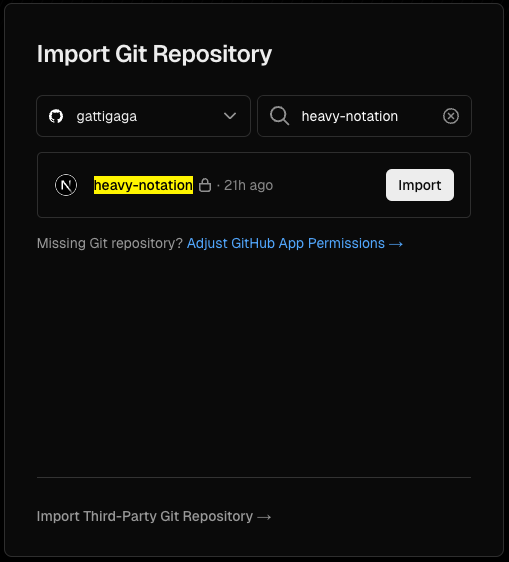 Import Git Repository
gattigaga
heavy-notation
heavy-notation · 21h ago
Import
Missing Git repository? Adjust GitHub App Permissions →
Import Third-Party Git Repository →